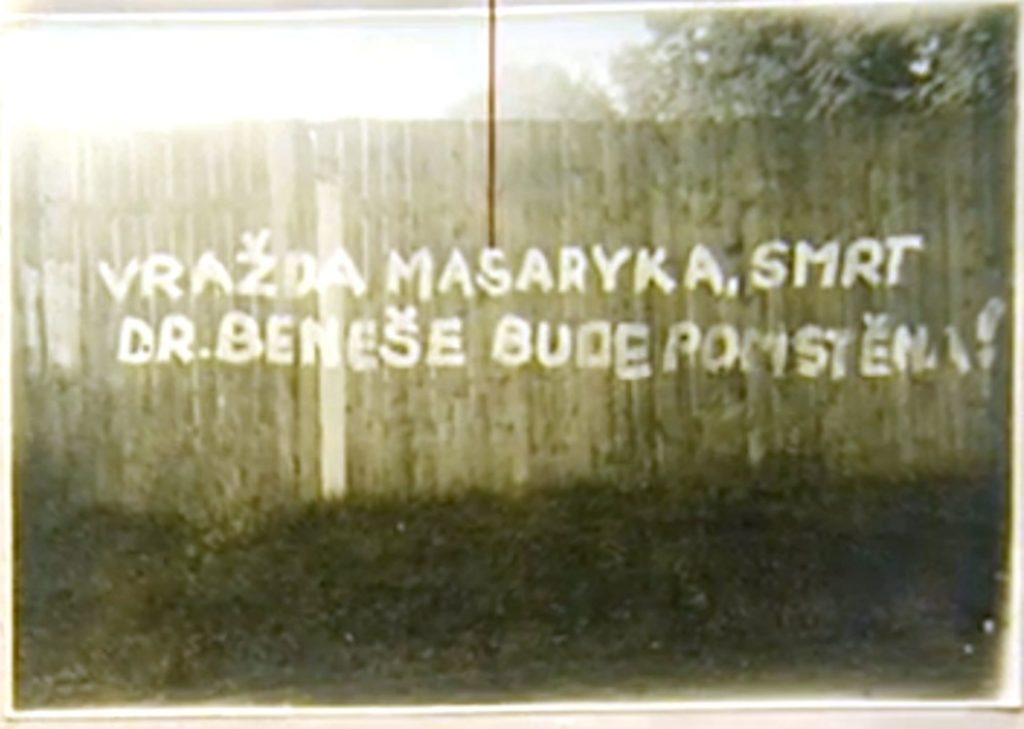 VRAŽDA MASARYKA, SMRT
DR. BENEŠE BUDE POMSTĚNA!